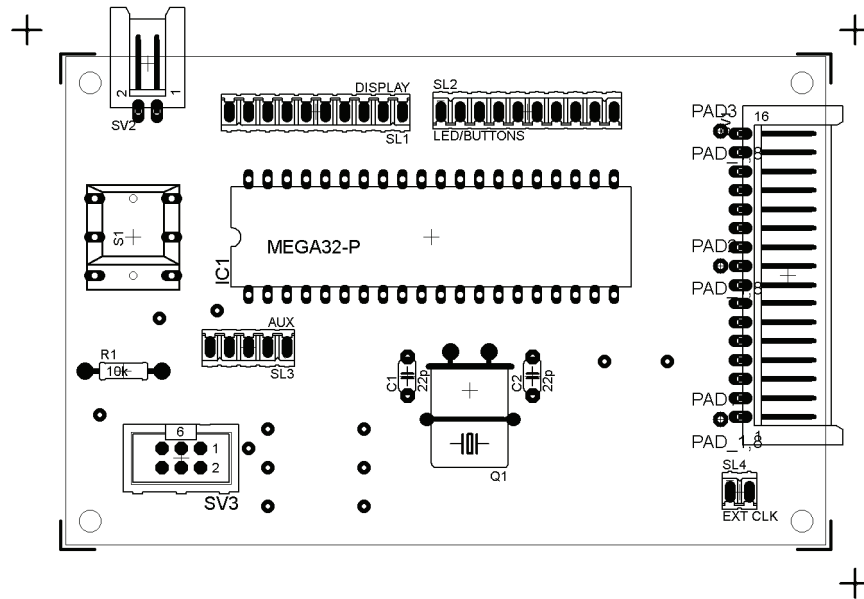 2 1
SV2
DISPLAY
SL1
SL2
LED/BUTTONS
PAD3
16
PAD_1,8
S1
IC1
MEGA32-P
PAD2
PAD_1,8
AUX
SL3
R1
10k
C1
22p
C2
22p
Q1
6
1
2
SV3
PAD1
PAD_1,8
1
SL4
EXT CLK